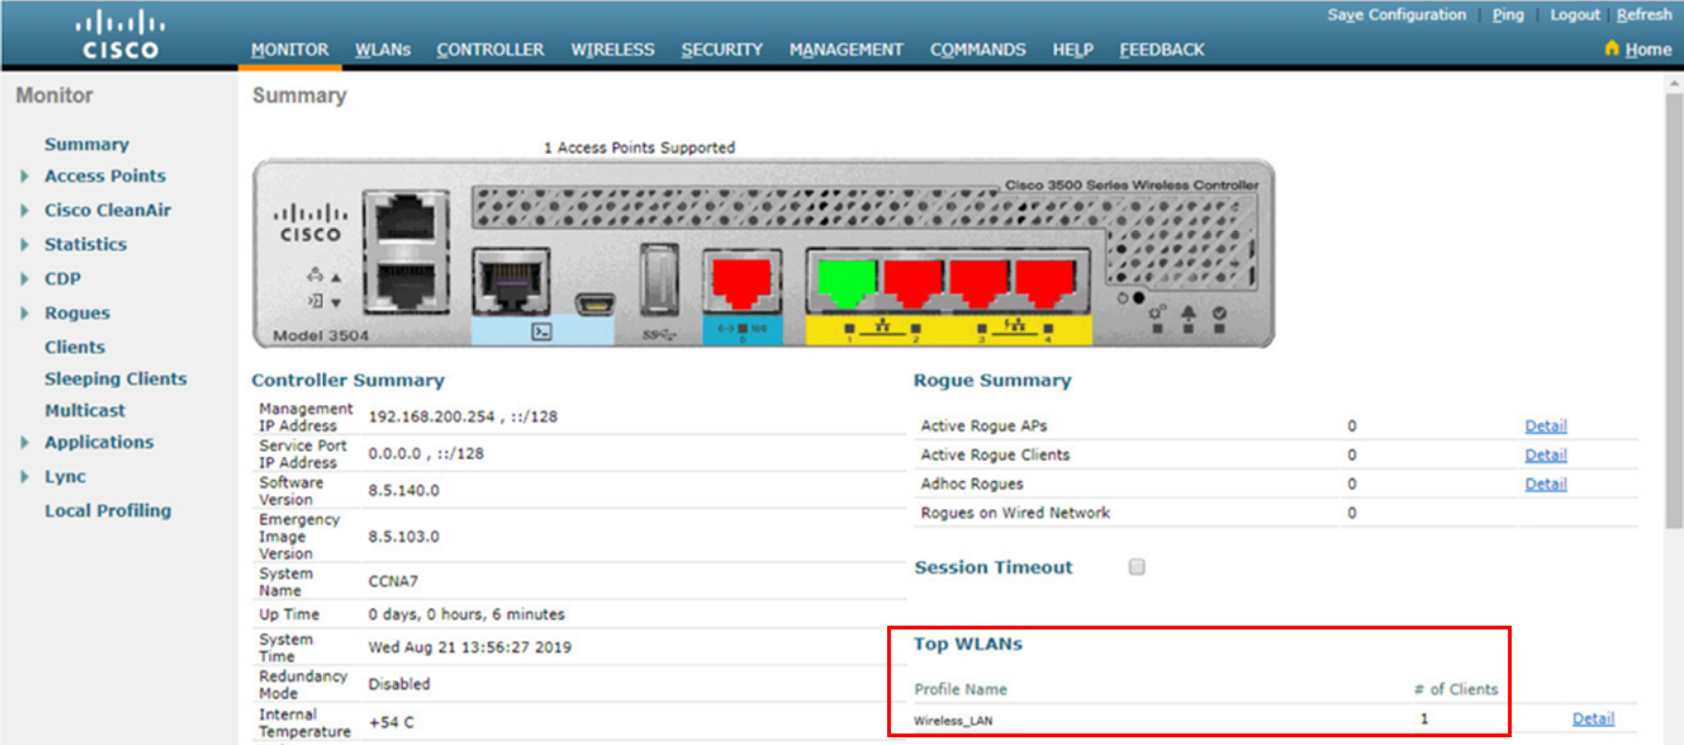 Save Configuration | Ping | Logout | Refresh
CISCO
MONITOR WLANs CONTROLLER WIRELESS SECURITY MANAGEMENT COMMANDS HELP FEEDBACK
Home
Monitor
Summary
Access Points
Cisco CleanAir
Statistics
CDP
Rogues
Clients
Sleeping Clients
Multicast
Applications
Lync
Local Profiling
Summary
1 Access Points Supported
Cisco 3500 Series Wireless Controller
CISCO
Model 3504
1 2 3 4
Controller Summary
Management IP Address 192.168.200.254 , ::/128
Service Port IP Address 0.0.0.0 , ::/128
Software Version 8.5.140.0
Emergency Image Version 8.5.103.0
System Name CCNA7
Up Time 0 days, 0 hours, 6 minutes
System Time Wed Aug 21 13:56:27 2019
Redundancy Mode Disabled
Internal Temperature +54 C
Rogue Summary
Active Rogue APs 0 Detail
Active Rogue Clients 0 Detail
Adhoc Rogues 0 Detail
Rogues on Wired Network 0
Session Timeout
Top WLANs
Profile Name # of Clients
Wireless_LAN 1 Detail